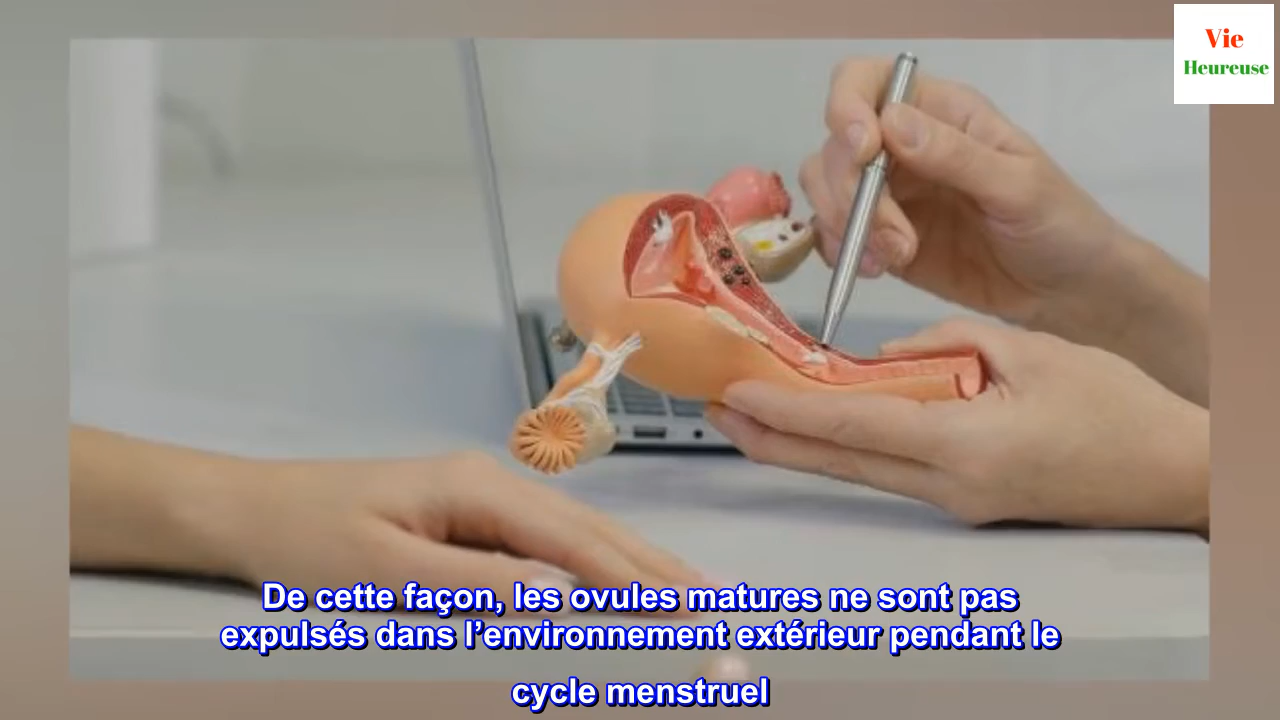 Vie
Heureuse
De cette façon, les ovules matures ne sont pas
expulsés dans l’environnement extérieur pendant le
cycle menstruel